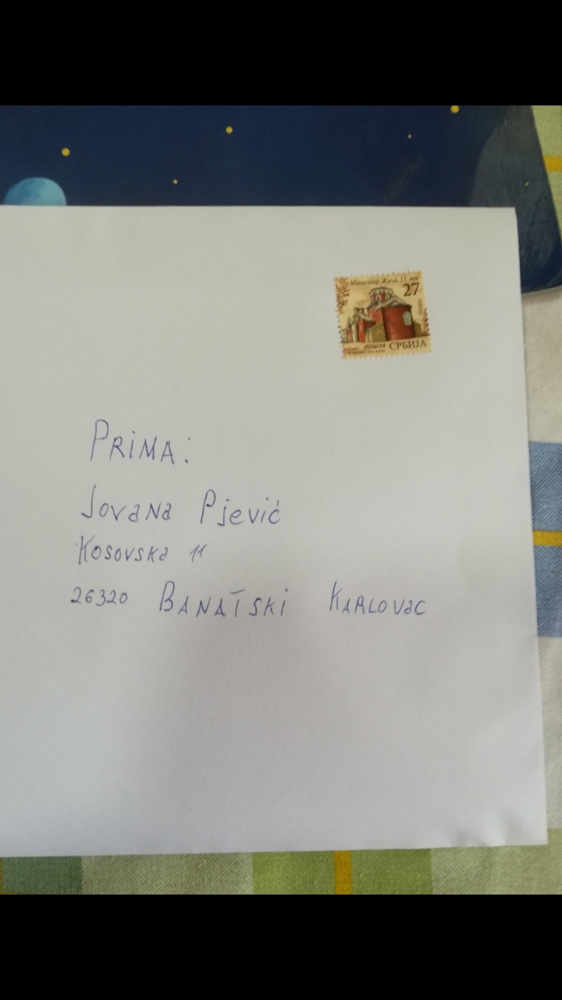 Манастир Жича, 13. век
27
ПОШТА СРБИЈА
PRIMA:
Jovana Pjević
Kosovska 11
26320 BANATSKI KARLOVAC